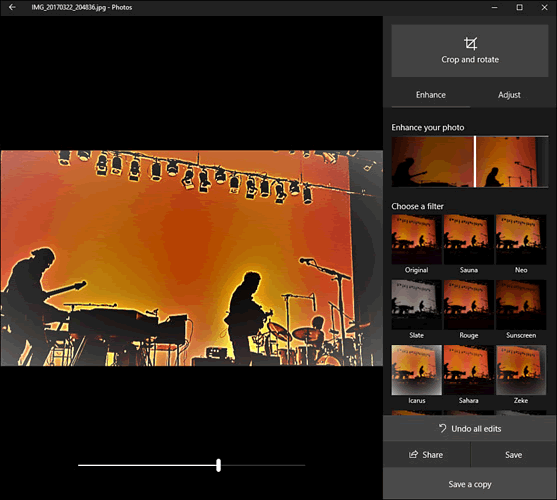 IMG_20170322_204836.jpg - Photos
Crop and rotate
Enhance
Adjust
Enhance your photo
Choose a filter
Original
Sauna
Neo
Slate
Rouge
Sunscreen
Icarus
Sahara
Zeke
Undo all edits
Share
Save
Save a copy